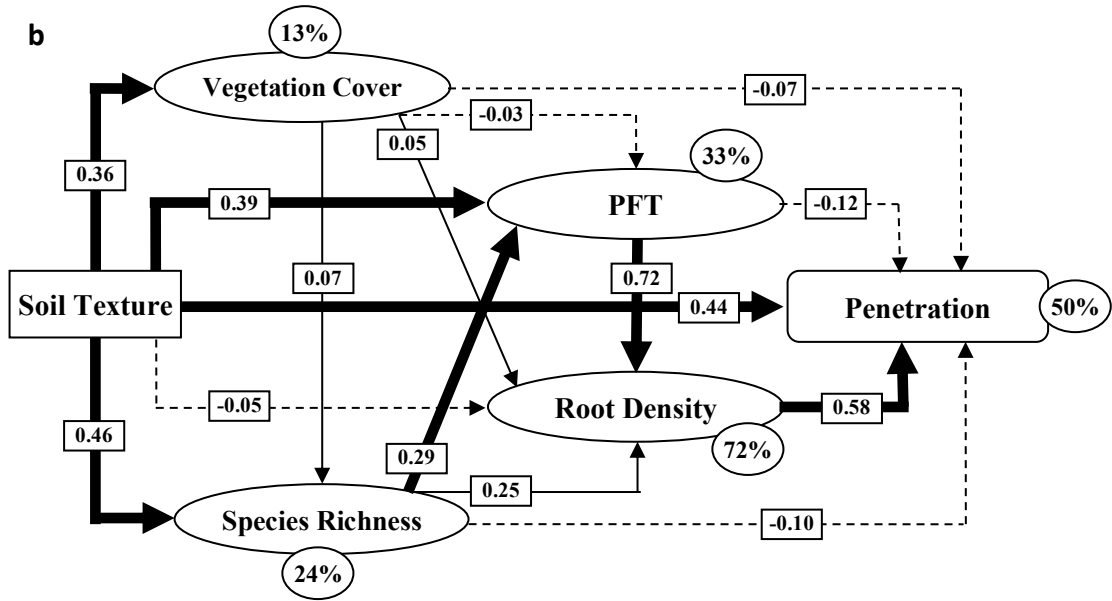 b
13%
Vegetation Cover
-0.07
-0.03
0.05
33%
0.36
0.39
PFT
-0.12
0.07
0.72
Soil Texture
0.44
Penetration
50%
-0.05
Root Density
0.58
0.46
72%
0.29
0.25
Species Richness
-0.10
24%